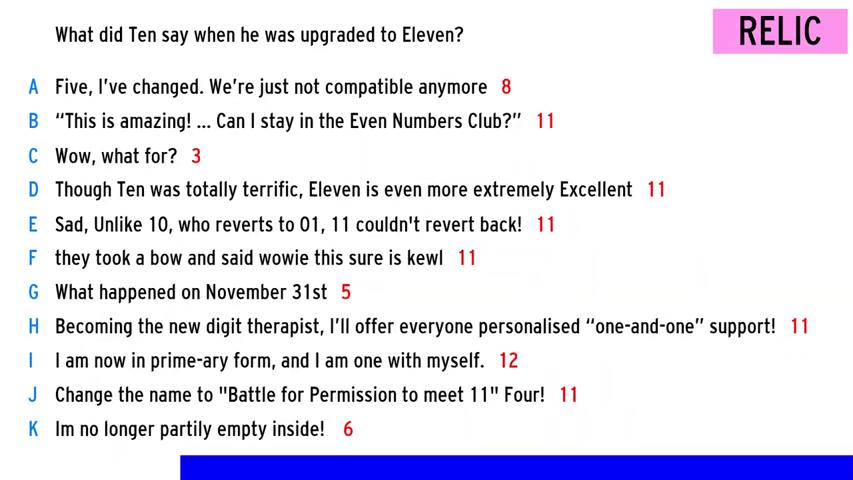 What did Ten say when he was upgraded to Eleven?
RELIC
A Five, I've changed. We're just not compatible anymore 8
B “This is amazing! ... Can I stay in the Even Numbers Club?” 11
C Wow, what for? 3
D Though Ten was totally terrific, Eleven is even more extremely Excellent 11
E Sad, Unlike 10, who reverts to 01, 11 couldn't revert back! 11
F they took a bow and said wowie this sure is kewl 11
G What happened on November 31st 5
H Becoming the new digit therapist, I'll offer everyone personalised “one-and-one” support! 11
I I am now in prime-ary form, and I am one with myself. 12
J Change the name to "Battle for Permission to meet 11" Four! 11
K Im no longer partily empty inside! 6